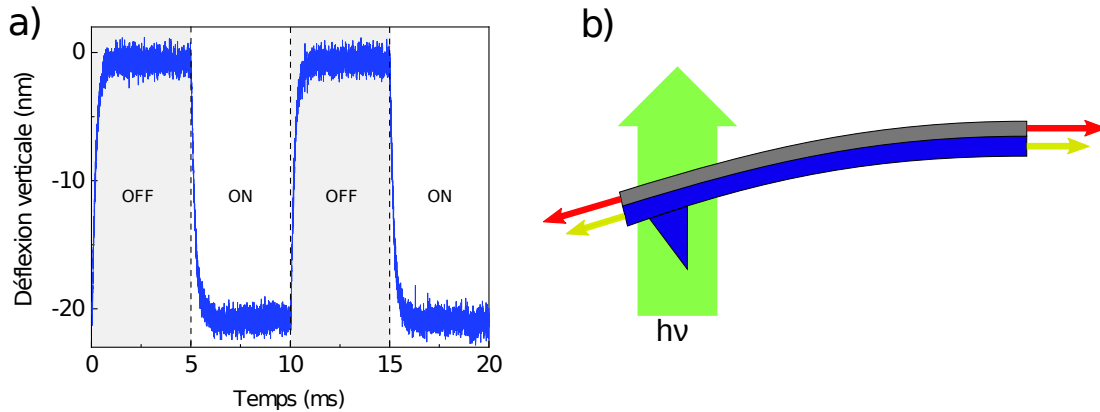 a)
Déflexion verticale (nm)
0
-10
-20
OFF
ON
OFF
ON
0
5
10
15
20
Temps (ms)
b)
hν